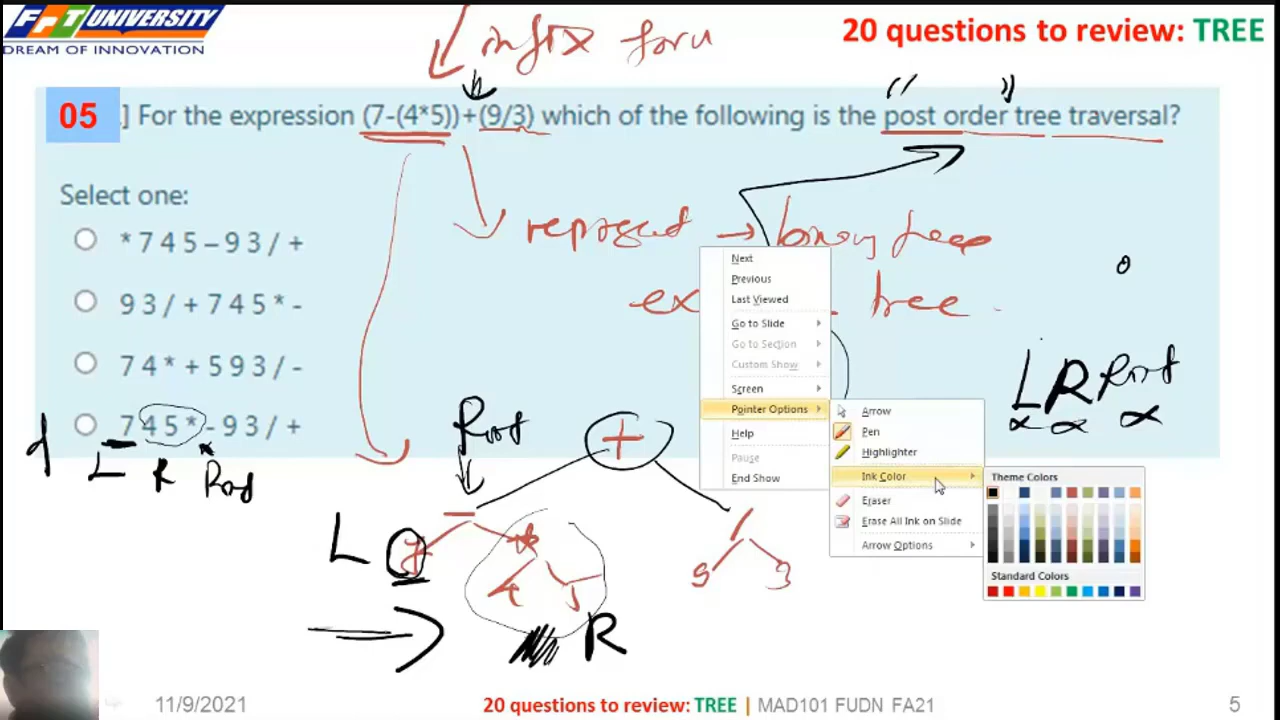 FPT UNIVERSITY
DREAM OF INNOVATION
20 questions to review: TREE
infix form
05 .] For the expression (7-(4*5))+(9/3) which of the following is the post order tree traversal?
Select one:
* 7 4 5 – 9 3 / +
9 3 / + 7 4 5 * -
7 4 * + 5 9 3 / -
7 4 5 * - 9 3 / +
→ binary tree
tree
L R Root
L R Root
Root
+
-
/
L 7 *
4 5
9 3
R
Next
Previous
Last Viewed
Go to Slide
Go to Section
Custom Show
Screen
Pointer Options
Help
Pause
End Show
Arrow
Pen
Highlighter
Ink Color
Eraser
Erase All Ink on Slide
Arrow Options
Theme Colors
Standard Colors
11/9/2021
20 questions to review: TREE | MAD101 FUDN FA21
5